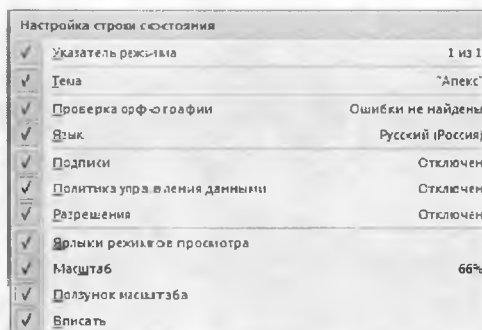 Настройка строки состояния
Указатель режима 1 из 1
Тема "Апекс"
Проверка орфографии Ошибки не найдены
Язык Русский (Россия)
Подписи Отключен
Политика управления данными Отключен
Разрешения Отключен
Ярлыки режимов просмотра
Масштаб 66%
Ползунок масштаба
Вписать